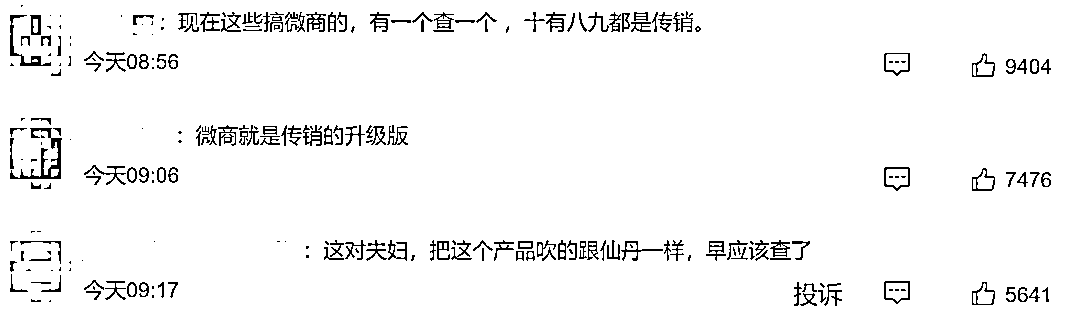 ：现在这些搞微商的，有一个查一个 ，十有八九都是传销。
今天08:56 9404
：微商就是传销的升级版
今天09:06 7476
：这对夫妇，把这个产品吹的跟仙丹一样，早应该查了
今天09:17 投诉 5641